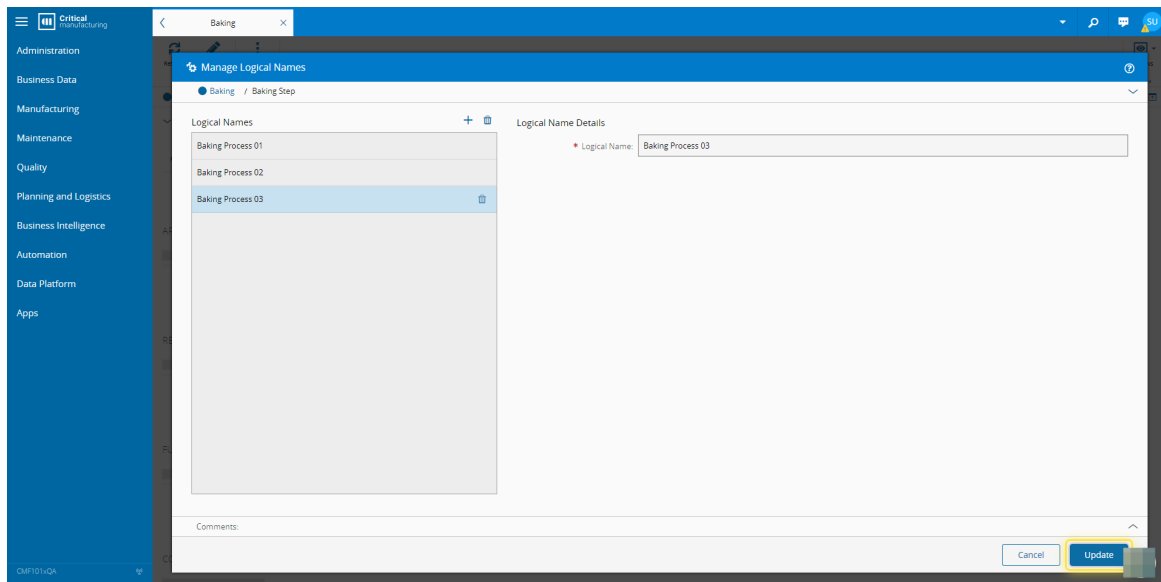 Critical
manufacturing
Baking
SU
Administration
Business Data
Manufacturing
Maintenance
Quality
Planning and Logistics
Business Intelligence
Automation
Data Platform
Apps
CMF101xQA
Manage Logical Names
Baking / Baking Step
Logical Names
Baking Process 01
Baking Process 02
Baking Process 03
Logical Name Details
* Logical Name: Baking Process 03
Comments:
Cancel
Update